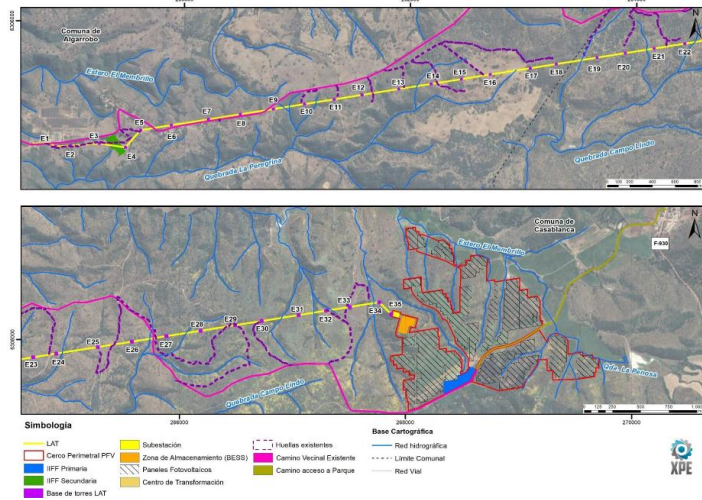 6306000
Comuna de
Algarrobo
Estero El Membrillo
E1
E2
E3
E4
E5
E6
E7
E8
E9
E10
E11
E12
E13
E14
E15
E16
E17
E18
E19
E20
E21
E22
Quebrada La Peregrina
Quebrada Campo Lindo
N
Estero El Membrillo
Comuna de
Casablanca
N
F-830
E23
E24
E25
E26
E27
E28
E29
E30
E31
E32
E33
E34
E35
Quebrada Campo Lindo
Qda. La Penosa
268000
270000
Simbología
LAT
Cerco Perimetral PFV
IIFF Primaria
IIFF Secundaria
Base de torres LAT
Subestación
Zona de Almacenamiento (BESS)
Paneles Fotovoltaícos
Centro de Transformación
Huellas existentes
Camino Vecinal Existente
Camino acceso a Parque
Base Cartográfica
Red hidrográfica
Límite Comunal
Red Vial
XPE